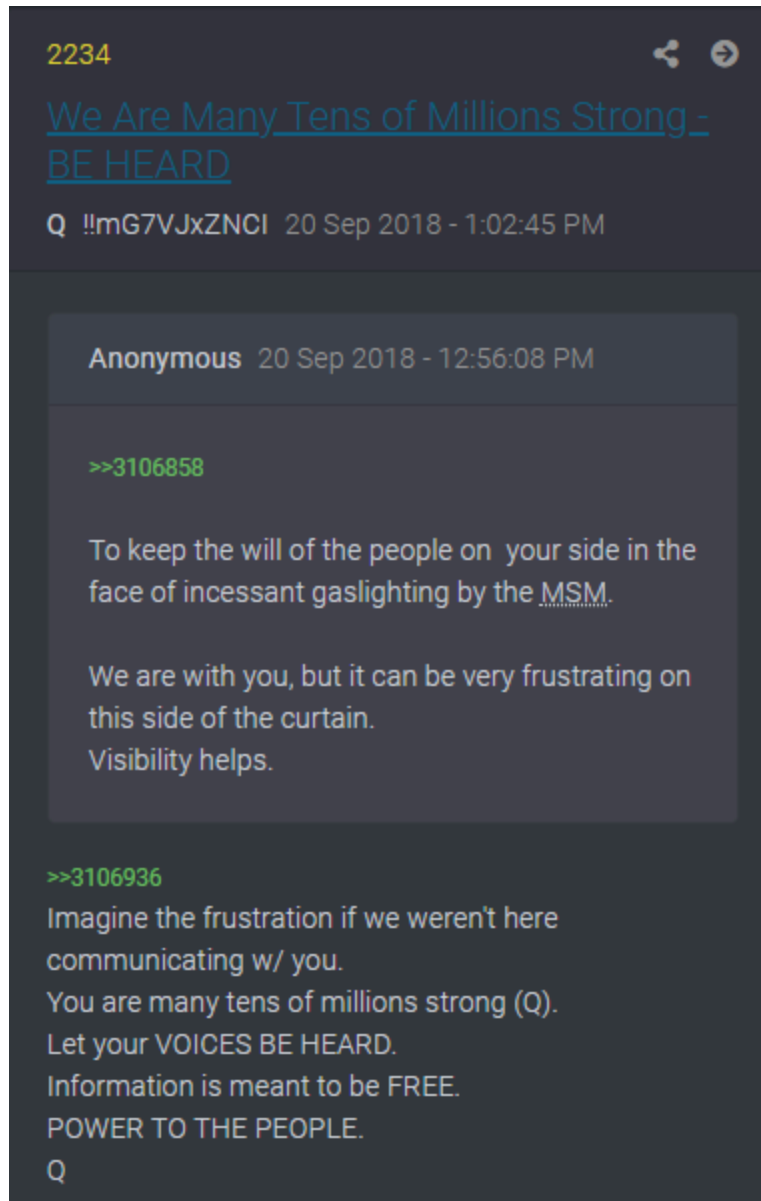 2234
We Are Many Tens of Millions Strong -
BE HEARD
Q !!mG7VJxZNCI 20 Sep 2018 - 1:02:45 PM
Anonymous 20 Sep 2018 - 12:56:08 PM
>>3106858
To keep the will of the people on  your side in the
face of incessant gaslighting by the MSM.
We are with you, but it can be very frustrating on
this side of the curtain.
Visibility helps.
>>3106936
Imagine the frustration if we weren't here
communicating w/ you.
You are many tens of millions strong (Q).
Let your VOICES BE HEARD.
Information is meant to be FREE.
POWER TO THE PEOPLE.
Q